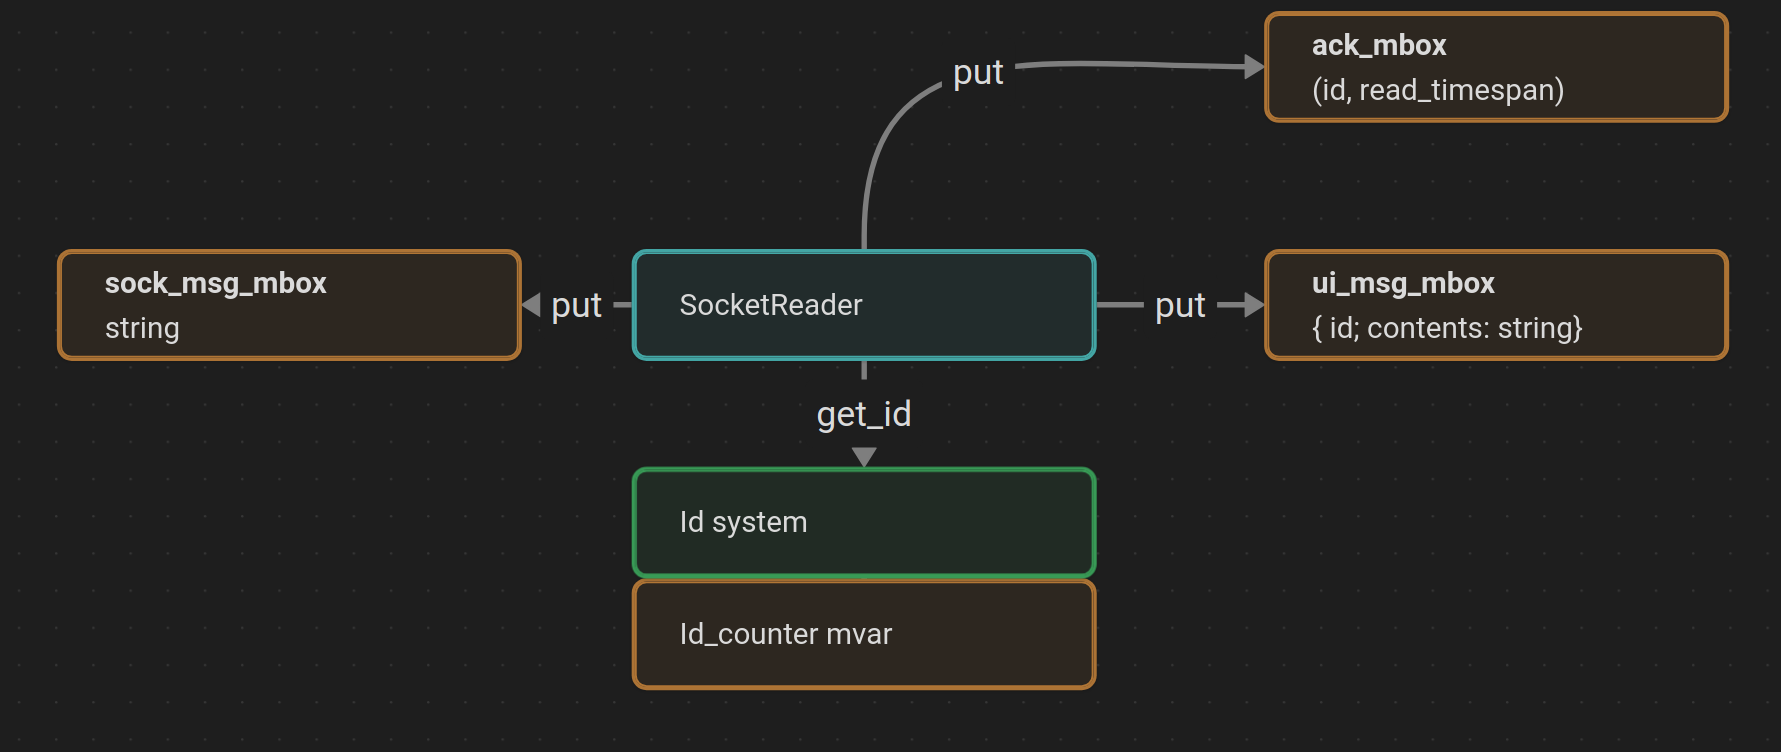 put
ack_mbox
(id, read_timespan)
sock_msg_mbox
string
put
SocketReader
put
ui_msg_mbox
{ id; contents: string}
get_id
Id system
Id_counter mvar